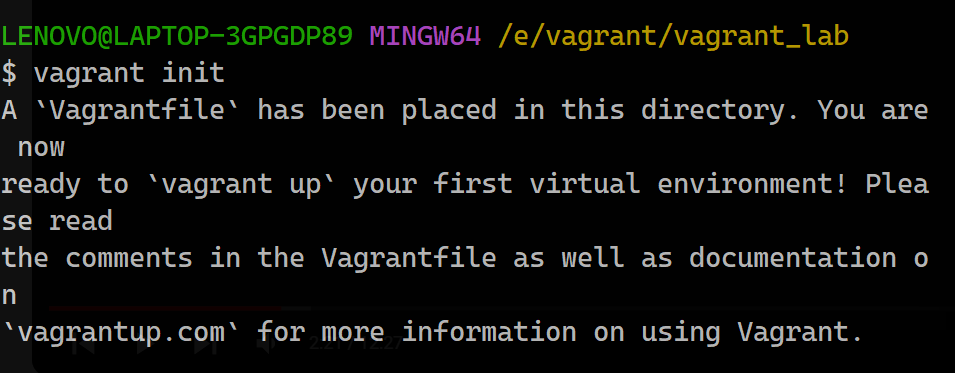 LENOVO@LAPTOP-3GPGDP89 MINGW64 /e/vagrant/vagrant_lab
$ vagrant init
A `Vagrantfile` has been placed in this directory. You are
 now
ready to `vagrant up` your first virtual environment! Plea
se read
the comments in the Vagrantfile as well as documentation o
n
`vagrantup.com` for more information on using Vagrant.